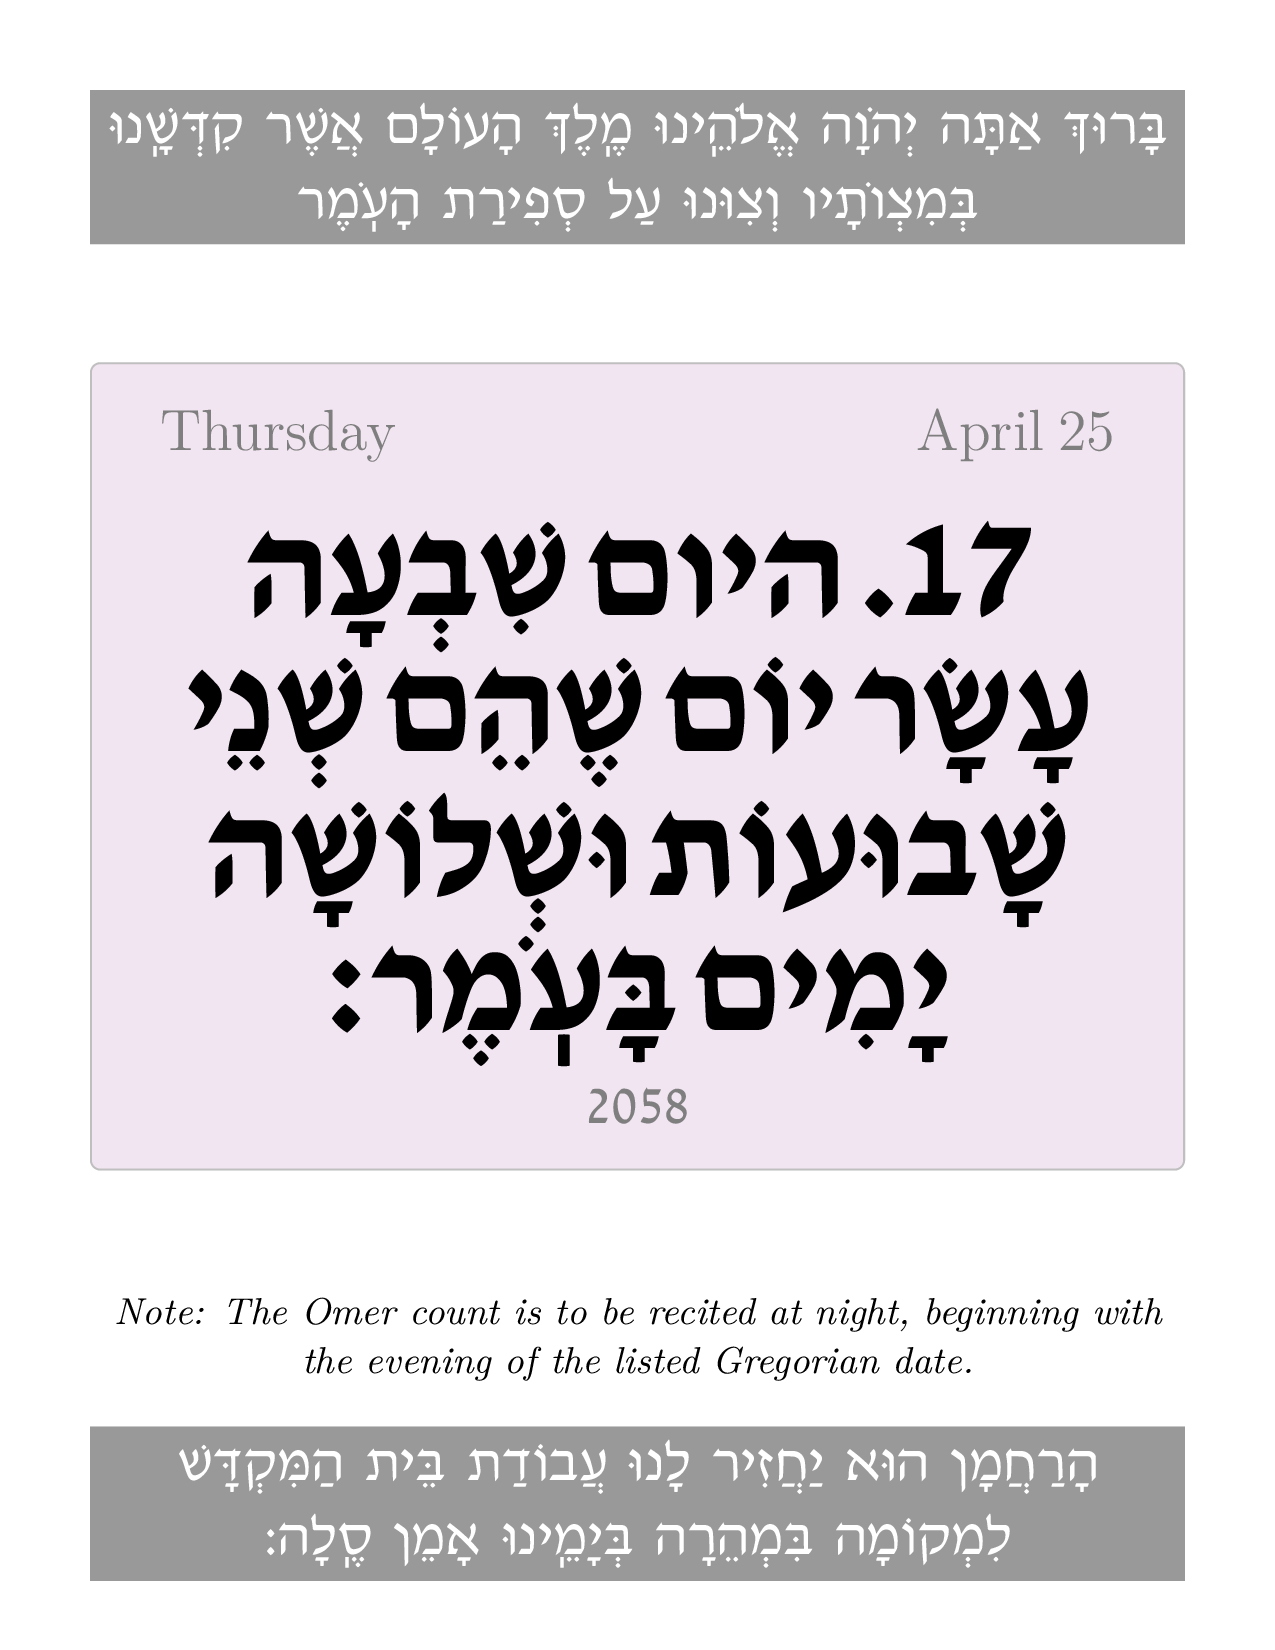 בָּרוּךְ אַתָּה יְהֹוָה אֱלֹהֵֽינוּ מֶֽלֶךְ הָעוֹלָם אֲשֶׁר קִדְּשָֽׁנוּ
בְּמִצְוֹתָיו וְצִוּנוּ עַל סְפִירַת הָעֹֽמֶר
Thursday April 25
17. היום שִׁבְעָה
עָשָׂר יוֹם שֶׁהֵם שְׁנֵי
שָׁבוּעוֹת וּשְׁלוֹשָׁה
יָמִים בָּעֹֽמֶר:
2058
Note: The Omer count is to be recited at night, beginning with
the evening of the listed Gregorian date.
הָרַחֲמָן הוּא יַחֲזִיר לָנוּ עֲבוֹדַת בֵּית הַמִּקְדָּשׁ
לִמְקוֹמָה בִּמְהֵרָה בְּיָמֵֽינוּ אָמֵן סֶֽלָה: